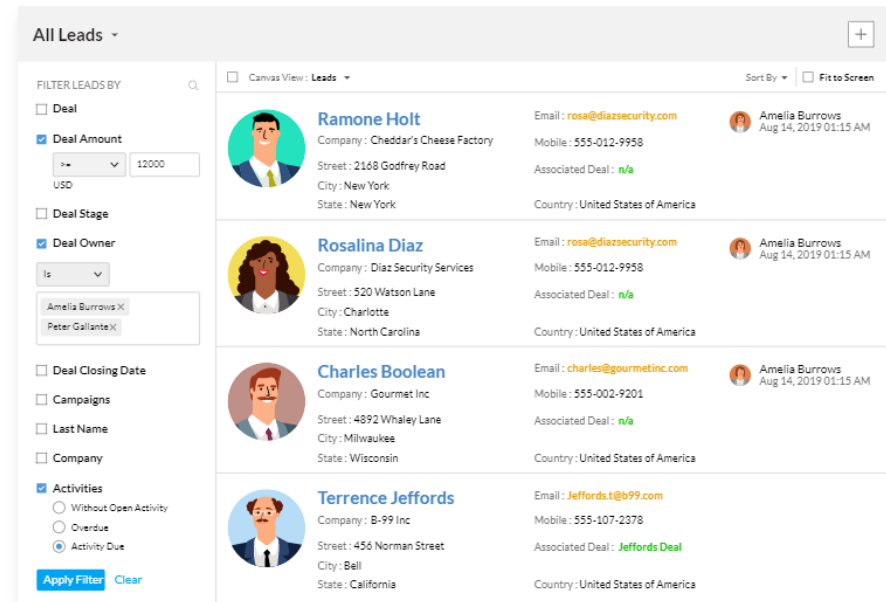 All Leads
FILTER LEADS BY
Deal
Deal Amount
>= 12000
USD
Deal Stage
Deal Owner
Is
Amelia Burrows ×
Peter Gallante ×
Deal Closing Date
Campaigns
Last Name
Company
Activities
Without Open Activity
Overdue
Activity Due
Apply Filter Clear
Canvas View : Leads Sort By Fit to Screen
Ramone Holt
Company : Cheddar's Cheese Factory
Street : 2168 Godfrey Road
City : New York
State : New York
Email : rosa@diazsecurity.com
Mobile : 555-012-9958
Associated Deal : n/a
Country : United States of America
Amelia Burrows
Aug 14, 2019 01:15 AM
Rosalina Diaz
Company : Diaz Security Services
Street : 520 Watson Lane
City : Charlotte
State : North Carolina
Email : rosa@diazsecurity.com
Mobile : 555-012-9958
Associated Deal : n/a
Country : United States of America
Amelia Burrows
Aug 14, 2019 01:15 AM
Charles Boolean
Company : Gourmet Inc
Street : 4892 Whaley Lane
City : Milwaukee
State : Wisconsin
Email : charles@gourmetinc.com
Mobile : 555-002-9201
Associated Deal : n/a
Country : United States of America
Amelia Burrows
Aug 14, 2019 01:15 AM
Terrence Jeffords
Company : B-99 Inc
Street : 456 Norman Street
City : Bell
State : California
Email : Jeffords.t@b99.com
Mobile : 555-107-2378
Associated Deal : Jeffords Deal
Country : United States of America